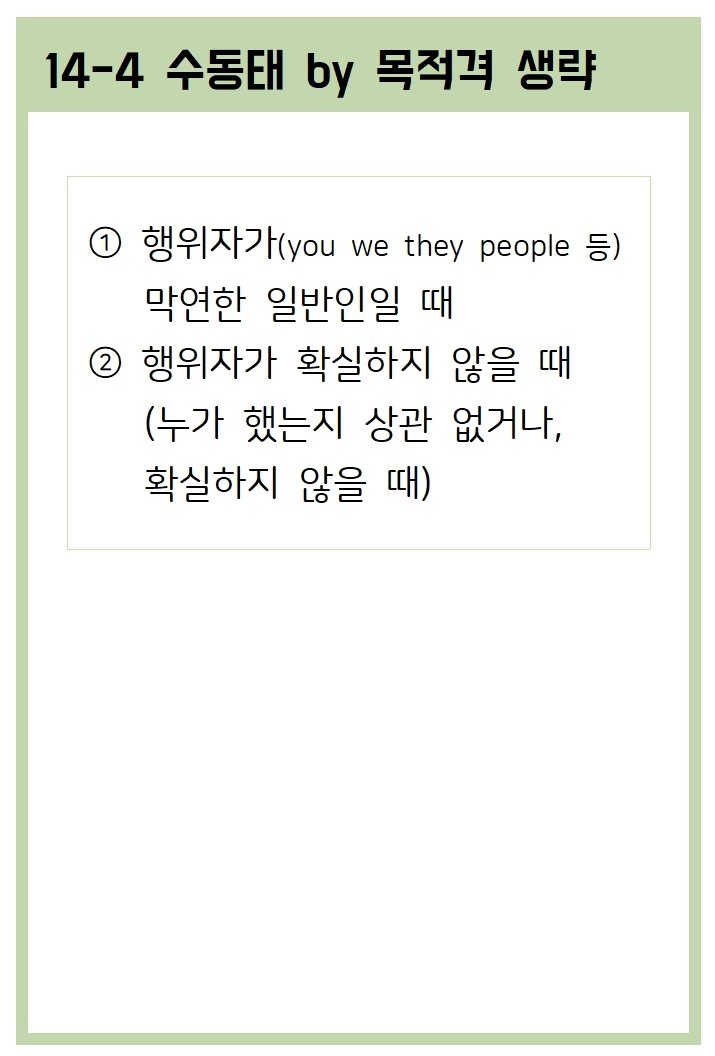 14-4 수동태 by 목적격 생략
① 행위자가(you we they people 등)
막연한 일반인일 때
② 행위자가 확실하지 않을 때
(누가 했는지 상관 없거나,
확실하지 않을 때)